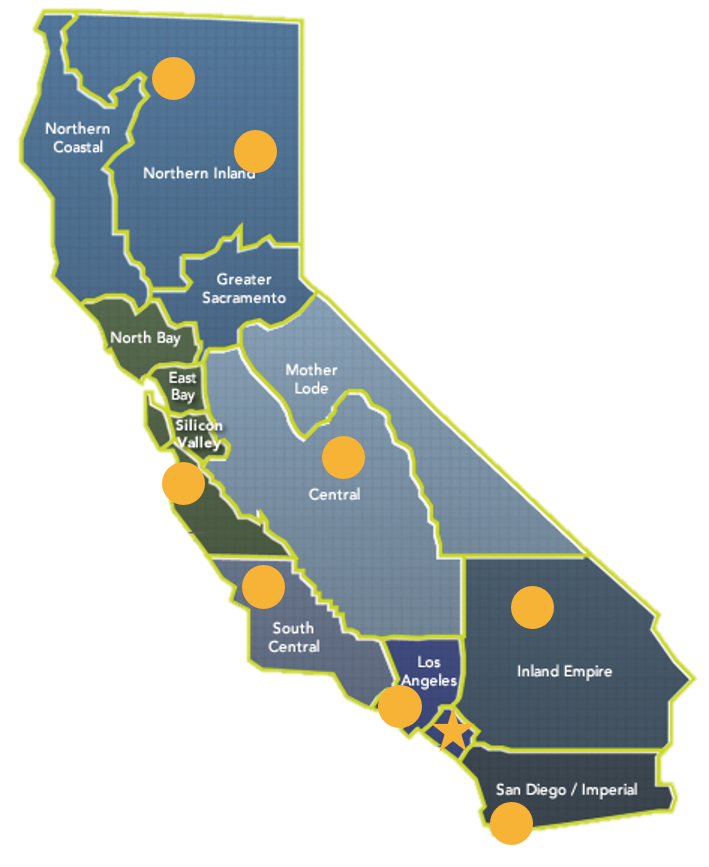 Northern
Coastal
Northern Inland
Greater
Sacramento
North Bay
East
Bay
Silicon
Valley
Mother
Lode
Central
South
Central
Los
Angeles
Inland Empire
San Diego / Imperial